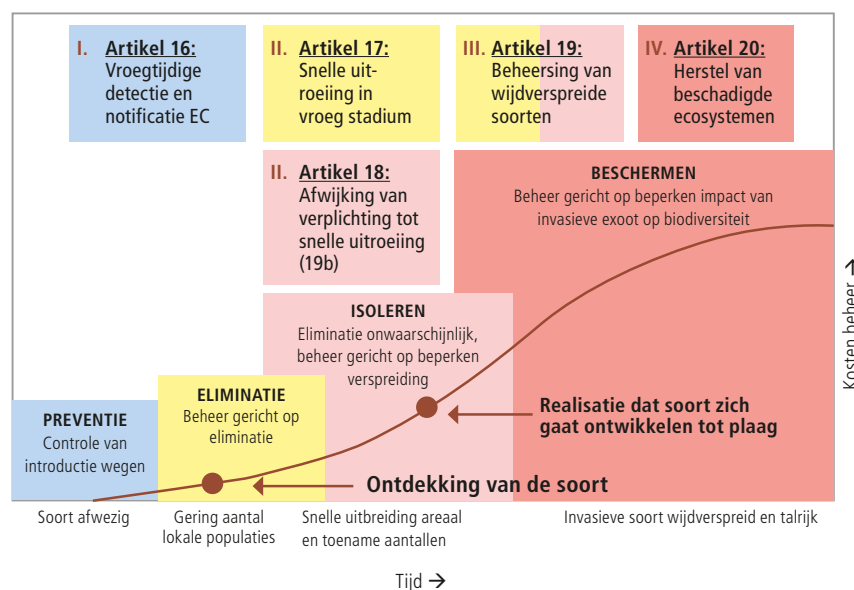 I. Artikel 16:
Vroegtijdige
detectie en
notificatie EC
II. Artikel 17:
Snelle uit-
roeiing in
vroeg stadium
III. Artikel 19:
Beheersing van
wijdverspreide
soorten
IV. Artikel 20:
Herstel van
beschadigde
ecosystemen
II. Artikel 18:
Afwijking van
verplichting tot
snelle uitroeiing
(19b)
BESCHERMEN
Beheer gericht op beperken impact van
invasieve exoot op biodiversiteit
ISOLEREN
Eliminatie onwaarschijnlijk,
beheer gericht op beperken
verspreiding
ELIMINATIE
Beheer gericht op
eliminatie
PREVENTIE
Controle van
introductie wegen
Realisatie dat soort zich
gaat ontwikkelen tot plaag
Ontdekking van de soort
Soort afwezig
Gering aantal
lokale populaties
Snelle uitbreiding areaal
en toename aantallen
Invasieve soort wijdverspreid en talrijk
Tijd →
Kosten beheer →